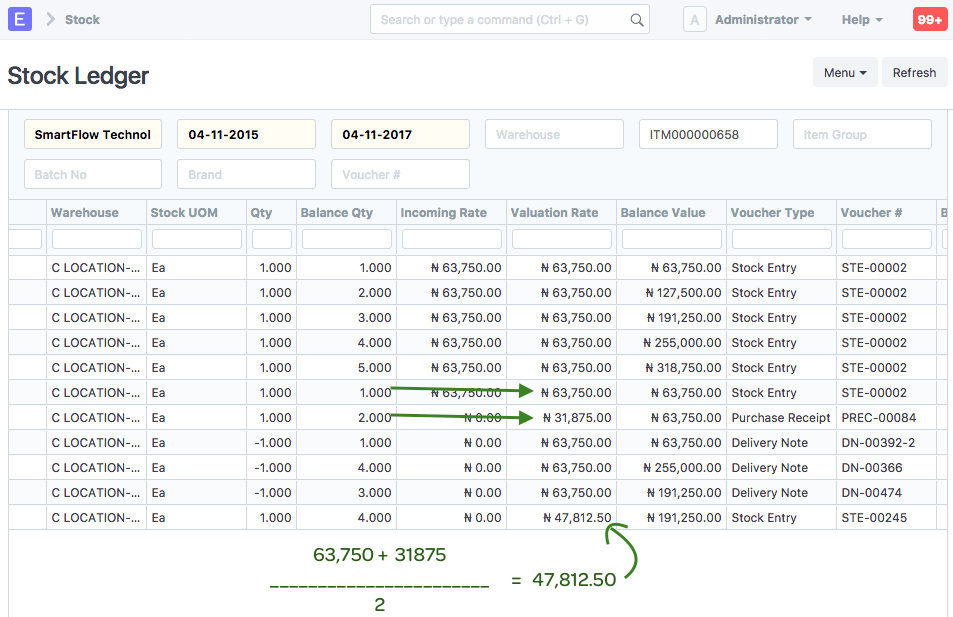 E > Stock Search or type a command (Ctrl + G) A Administrator Help 99+
Stock Ledger Menu Refresh
SmartFlow Technol 04-11-2015 04-11-2017 Warehouse ITM000000658 Item Group
Batch No Brand Voucher #
Warehouse Stock UOM Qty Balance Qty Incoming Rate Valuation Rate Balance Value Voucher Type Voucher #
C LOCATION-... Ea 1.000 1.000 ₦ 63,750.00 ₦ 63,750.00 ₦ 63,750.00 Stock Entry STE-00002
C LOCATION-... Ea 1.000 2.000 ₦ 63,750.00 ₦ 63,750.00 ₦ 127,500.00 Stock Entry STE-00002
C LOCATION-... Ea 1.000 3.000 ₦ 63,750.00 ₦ 63,750.00 ₦ 191,250.00 Stock Entry STE-00002
C LOCATION-... Ea 1.000 4.000 ₦ 63,750.00 ₦ 63,750.00 ₦ 255,000.00 Stock Entry STE-00002
C LOCATION-... Ea 1.000 5.000 ₦ 63,750.00 ₦ 63,750.00 ₦ 318,750.00 Stock Entry STE-00002
C LOCATION-... Ea 1.000 1.000 ₦ 63,750.00 ₦ 63,750.00 ₦ 63,750.00 Stock Entry STE-00002
C LOCATION-... Ea 1.000 2.000 ₦ 0.00 ₦ 31,875.00 ₦ 63,750.00 Purchase Receipt PREC-00084
C LOCATION-... Ea -1.000 1.000 ₦ 0.00 ₦ 63,750.00 ₦ 63,750.00 Delivery Note DN-00392-2
C LOCATION-... Ea -1.000 4.000 ₦ 0.00 ₦ 63,750.00 ₦ 255,000.00 Delivery Note DN-00366
C LOCATION-... Ea -1.000 3.000 ₦ 0.00 ₦ 63,750.00 ₦ 191,250.00 Delivery Note DN-00474
C LOCATION-... Ea 1.000 4.000 ₦ 0.00 ₦ 47,812.50 ₦ 191,250.00 Stock Entry STE-00245
63,750 + 31875
______________________ = 47,812.50
2